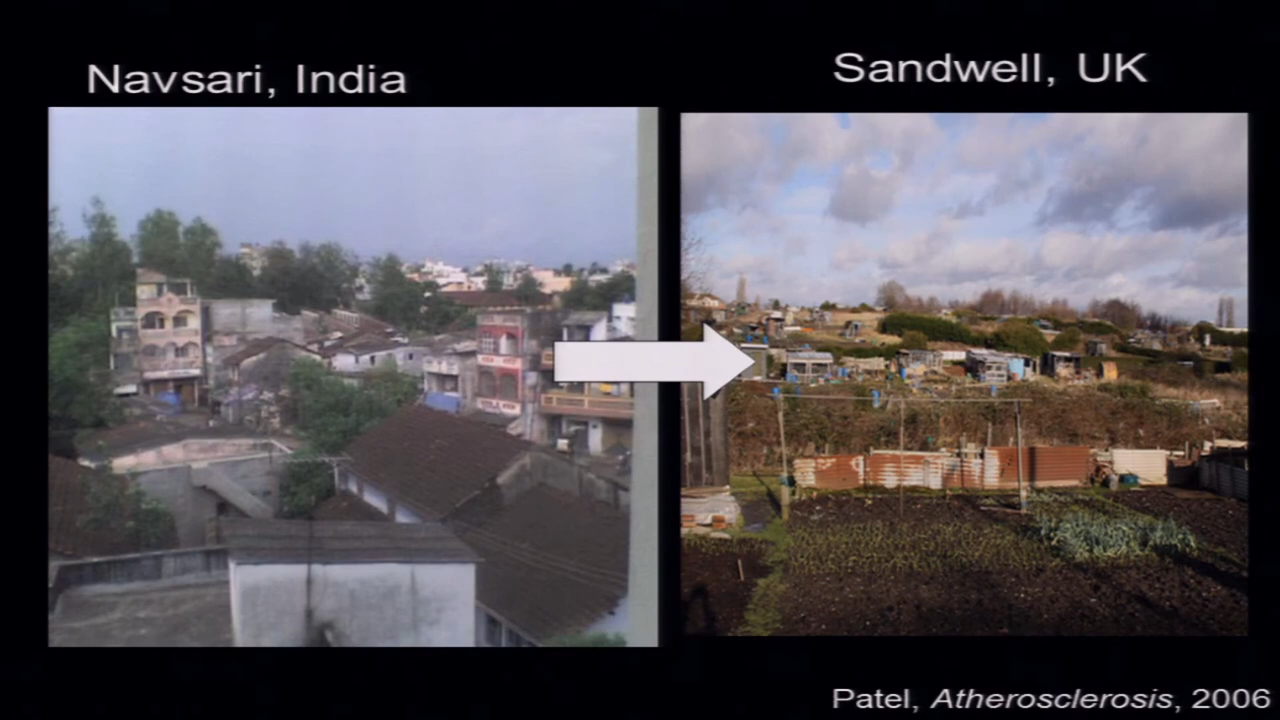 Navsari, India
Sandwell, UK
Patel, Atherosclerosis, 2006